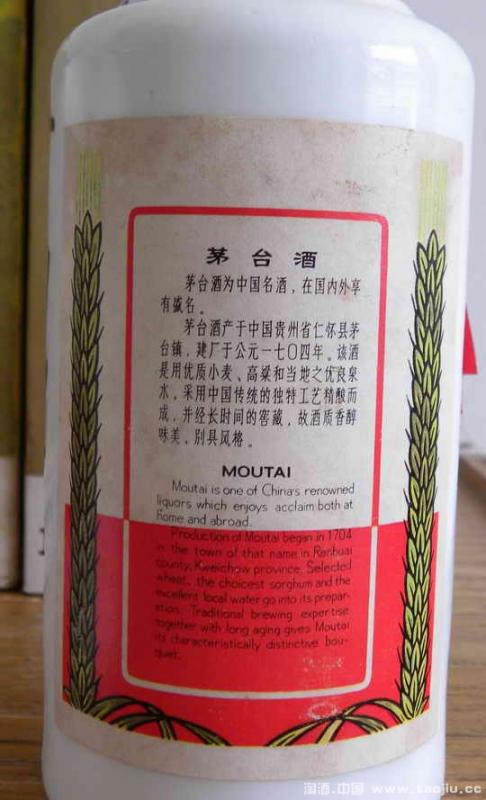 茅台酒
茅台酒为中国名酒，在国内外享
有盛名。
茅台酒产于中国贵州省仁怀县茅
台镇，建厂于公元一七〇四年。该酒
是用优质小麦、高粱和当地之优良泉
水，采用中国传统的独特工艺精酿而
成，并经长时间的窖藏，故酒质香醇
味美，别具风格。
MOUTAI
Moutai is one of China's renowned
liquors which enjoys acclaim both at
home and abroad.
Production of Moutai began in 1704
in the town of that name in Renhuai
county, Kweichow province. Selected
wheat, the choicest sorghum and the
excellent local water go into its prepar-
ation. Traditional brewing expertise
together with long aging gives Moutai
its characteristically distinctive bou-
quet.
淘酒.中国 www.taojiu.cc